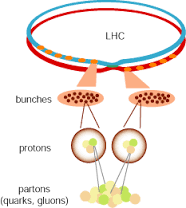 LHC
bunches
protons
partons
(quarks, gluons)